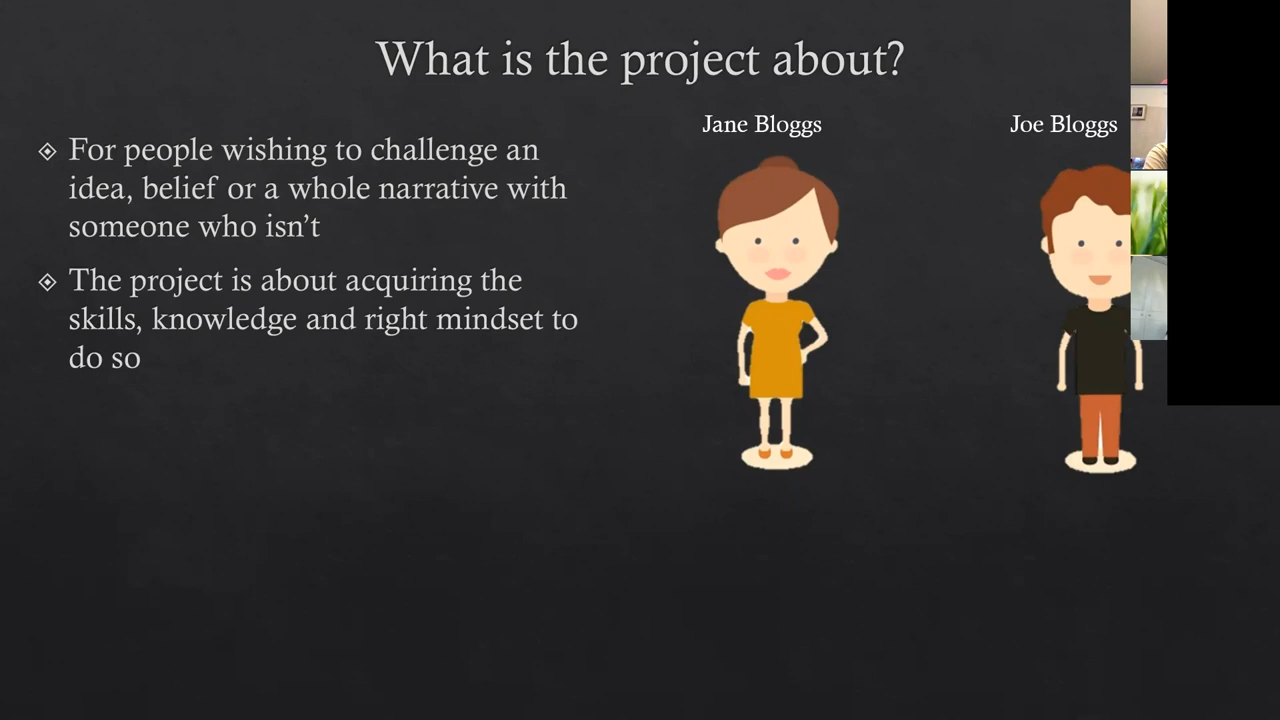 What is the project about?
Jane Bloggs
Joe Bloggs
For people wishing to challenge an
idea, belief or a whole narrative with
someone who isn’t
The project is about acquiring the
skills, knowledge and right mindset to
do so